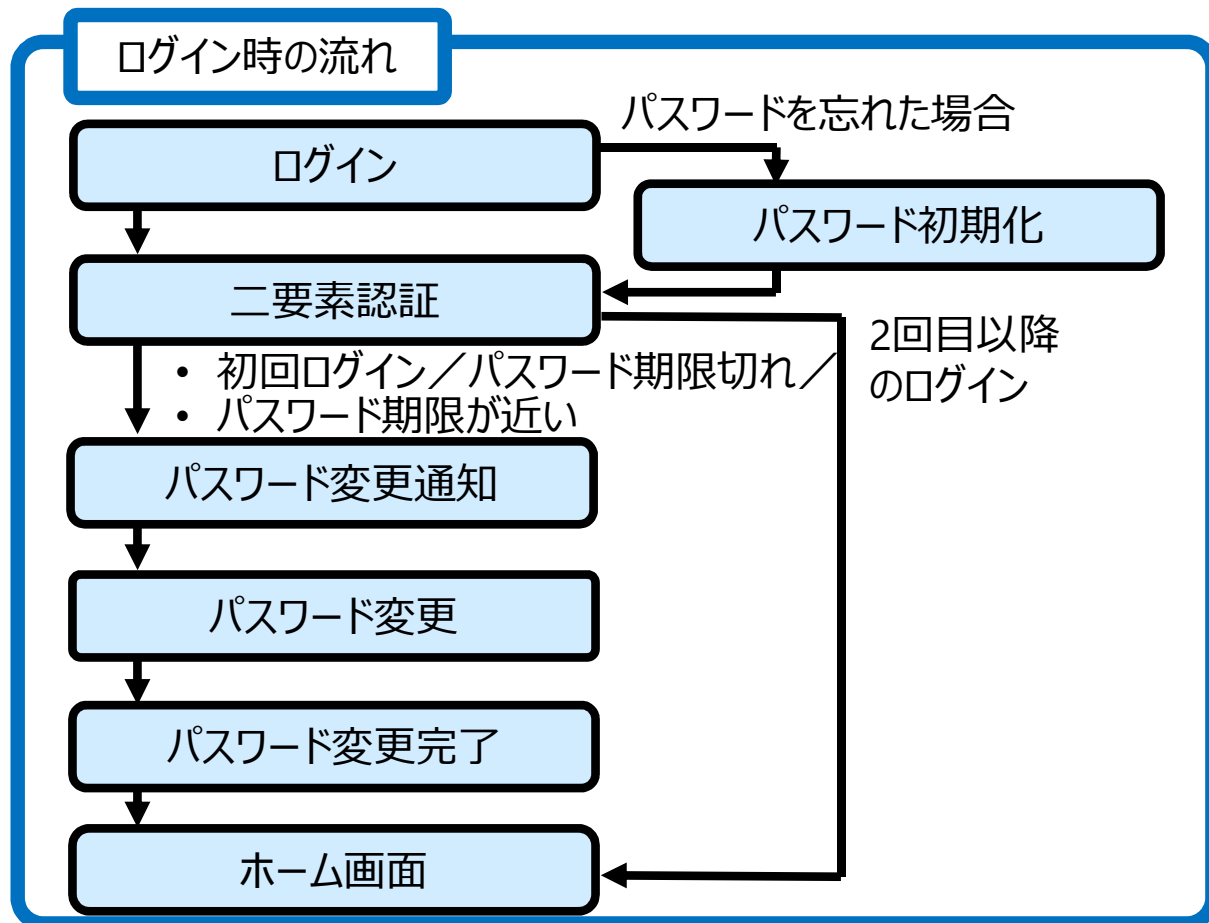 ログイン時の流れ
パスワードを忘れた場合
ログイン
パスワード初期化
二要素認証
2回目以降
のログイン
• 初回ログイン／パスワード期限切れ／
• パスワード期限が近い
パスワード変更通知
パスワード変更
パスワード変更完了
ホーム画面